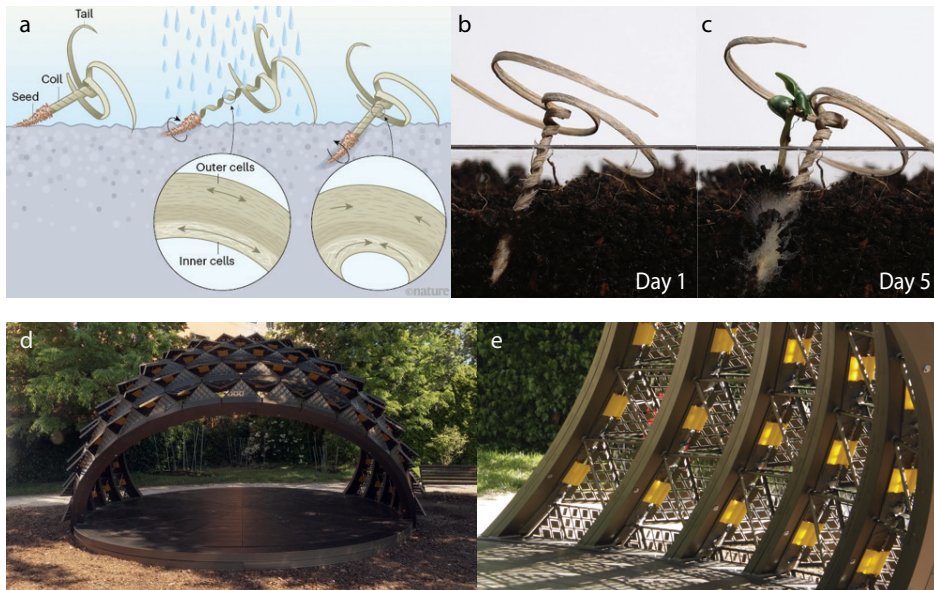 a
Tail
Coil
Seed
Outer cells
Inner cells
©nature
b
Day 1
c
Day 5
d
e